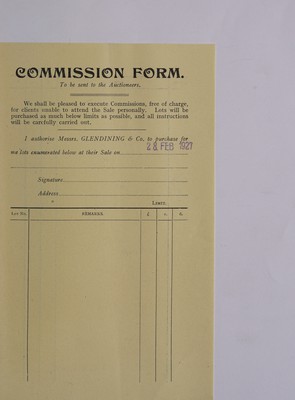 COMMISSION FORM.
To be sent to the Auctioneers.
We shall be pleased to execute Commissions, free of charge,
for clients unable to attend the Sale personally. Lots will be
purchased as much below limits as possible, and all instructions
will be carefully carried out.
I authorise Messrs. GLENDINING & Co. to purchase for
me lots enumerated below at their Sale on
28 FEB 1927
Signature
Address
"
Limit.
Lot No. REMARKS. £ s. d.